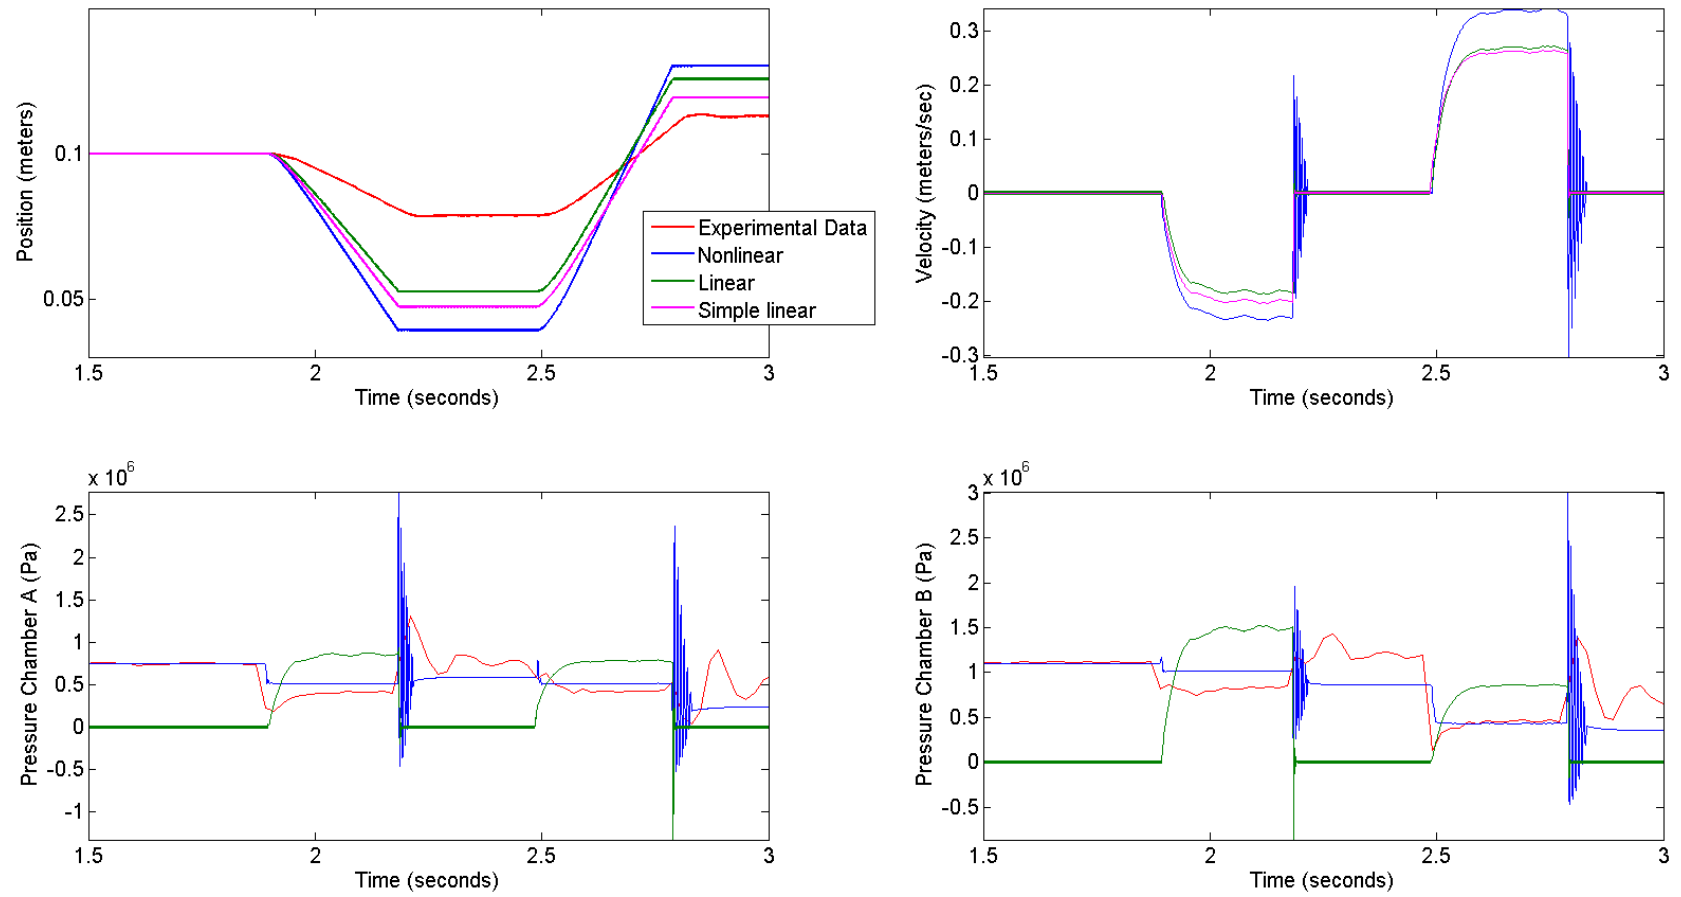 0.1
0.05
1.5
2
2.5
3
Time (seconds)
Position (meters)
Experimental Data
Nonlinear
Linear
Simple linear
0.3
0.2
0.1
0
-0.1
-0.2
-0.3
1.5
2
2.5
3
Time (seconds)
Velocity (meters/sec)
x 10^6
2.5
2
1.5
1
0.5
0
-0.5
-1
1.5
2
2.5
3
Time (seconds)
Pressure Chamber A (Pa)
x 10^6
3
2.5
2
1.5
1
0.5
0
-0.5
1.5
2
2.5
3
Time (seconds)
Pressure Chamber B (Pa)